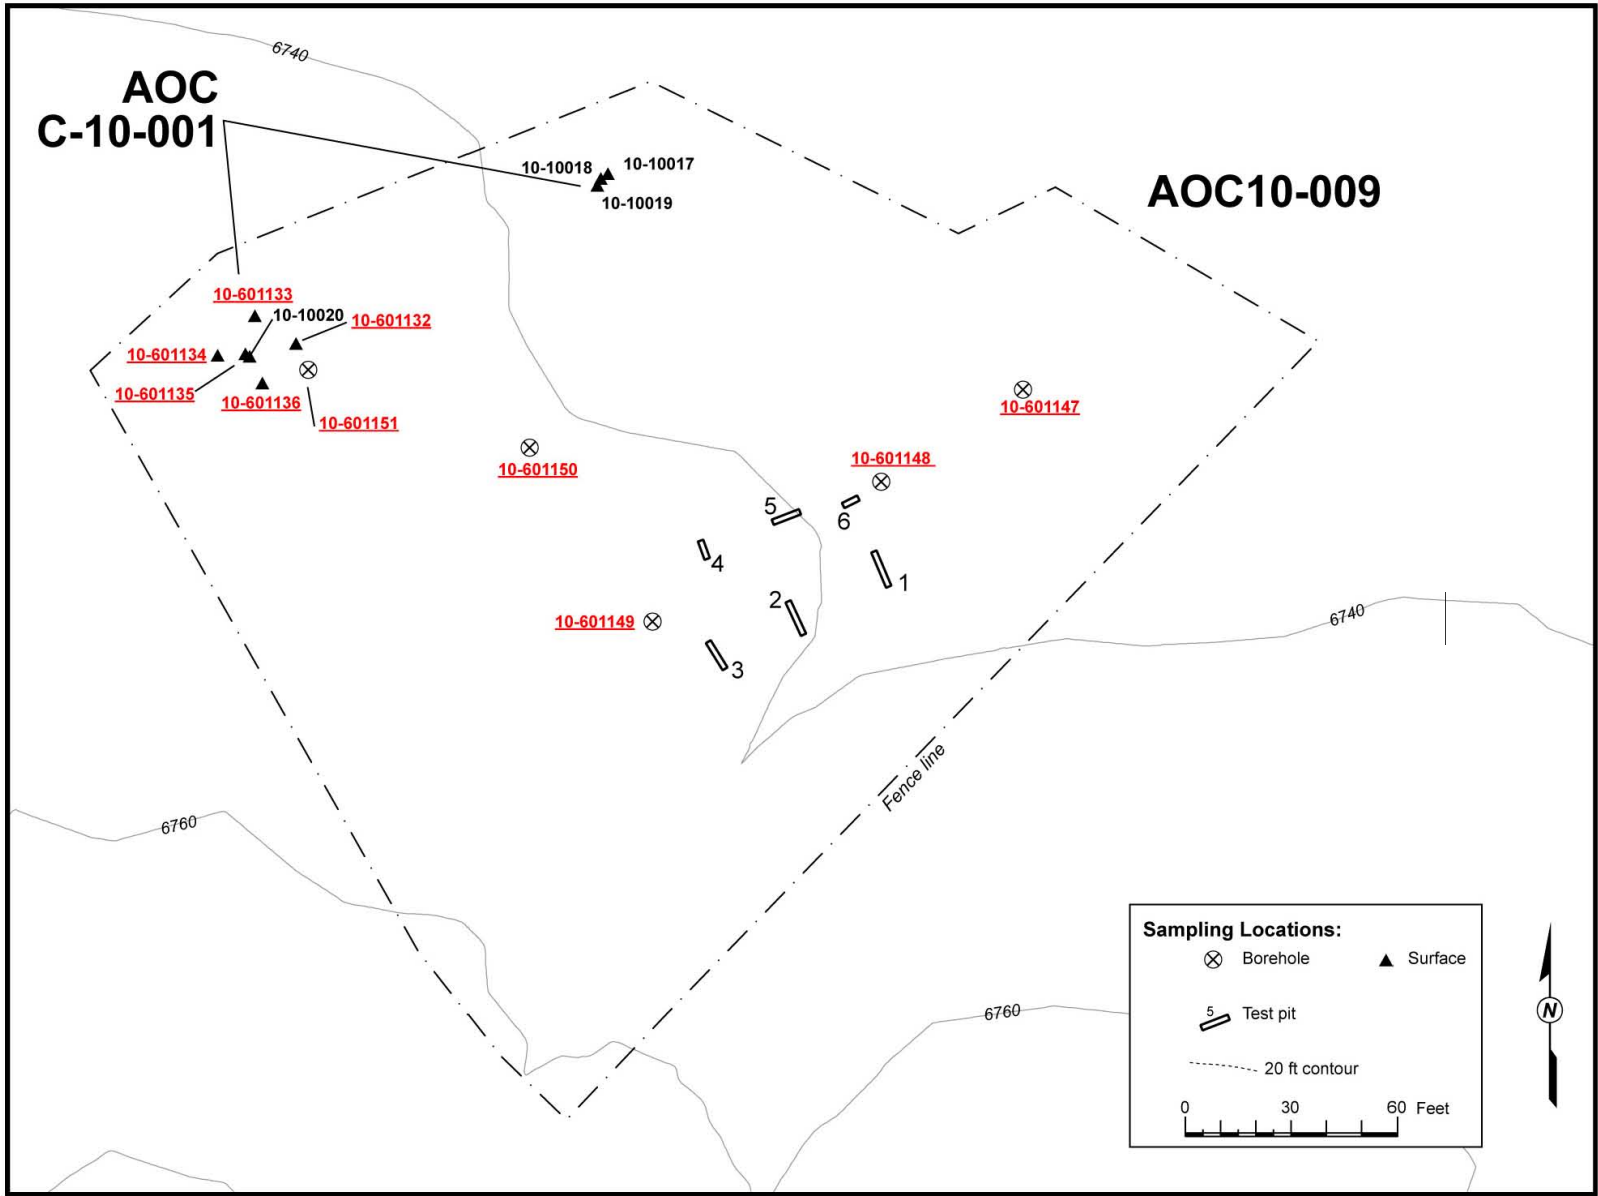 6740
AOC
C-10-001
10-10018
10-10017
10-10019
AOC10-009
10-601133
10-10020
10-601132
10-601134
10-601135
10-601136
10-601151
10-601147
10-601150
10-601148
5
6
4
1
2
10-601149
3
6740
Fence line
6760
6760
Sampling Locations:
Borehole
Surface
5
Test pit
20 ft contour
0 30 60 Feet
N